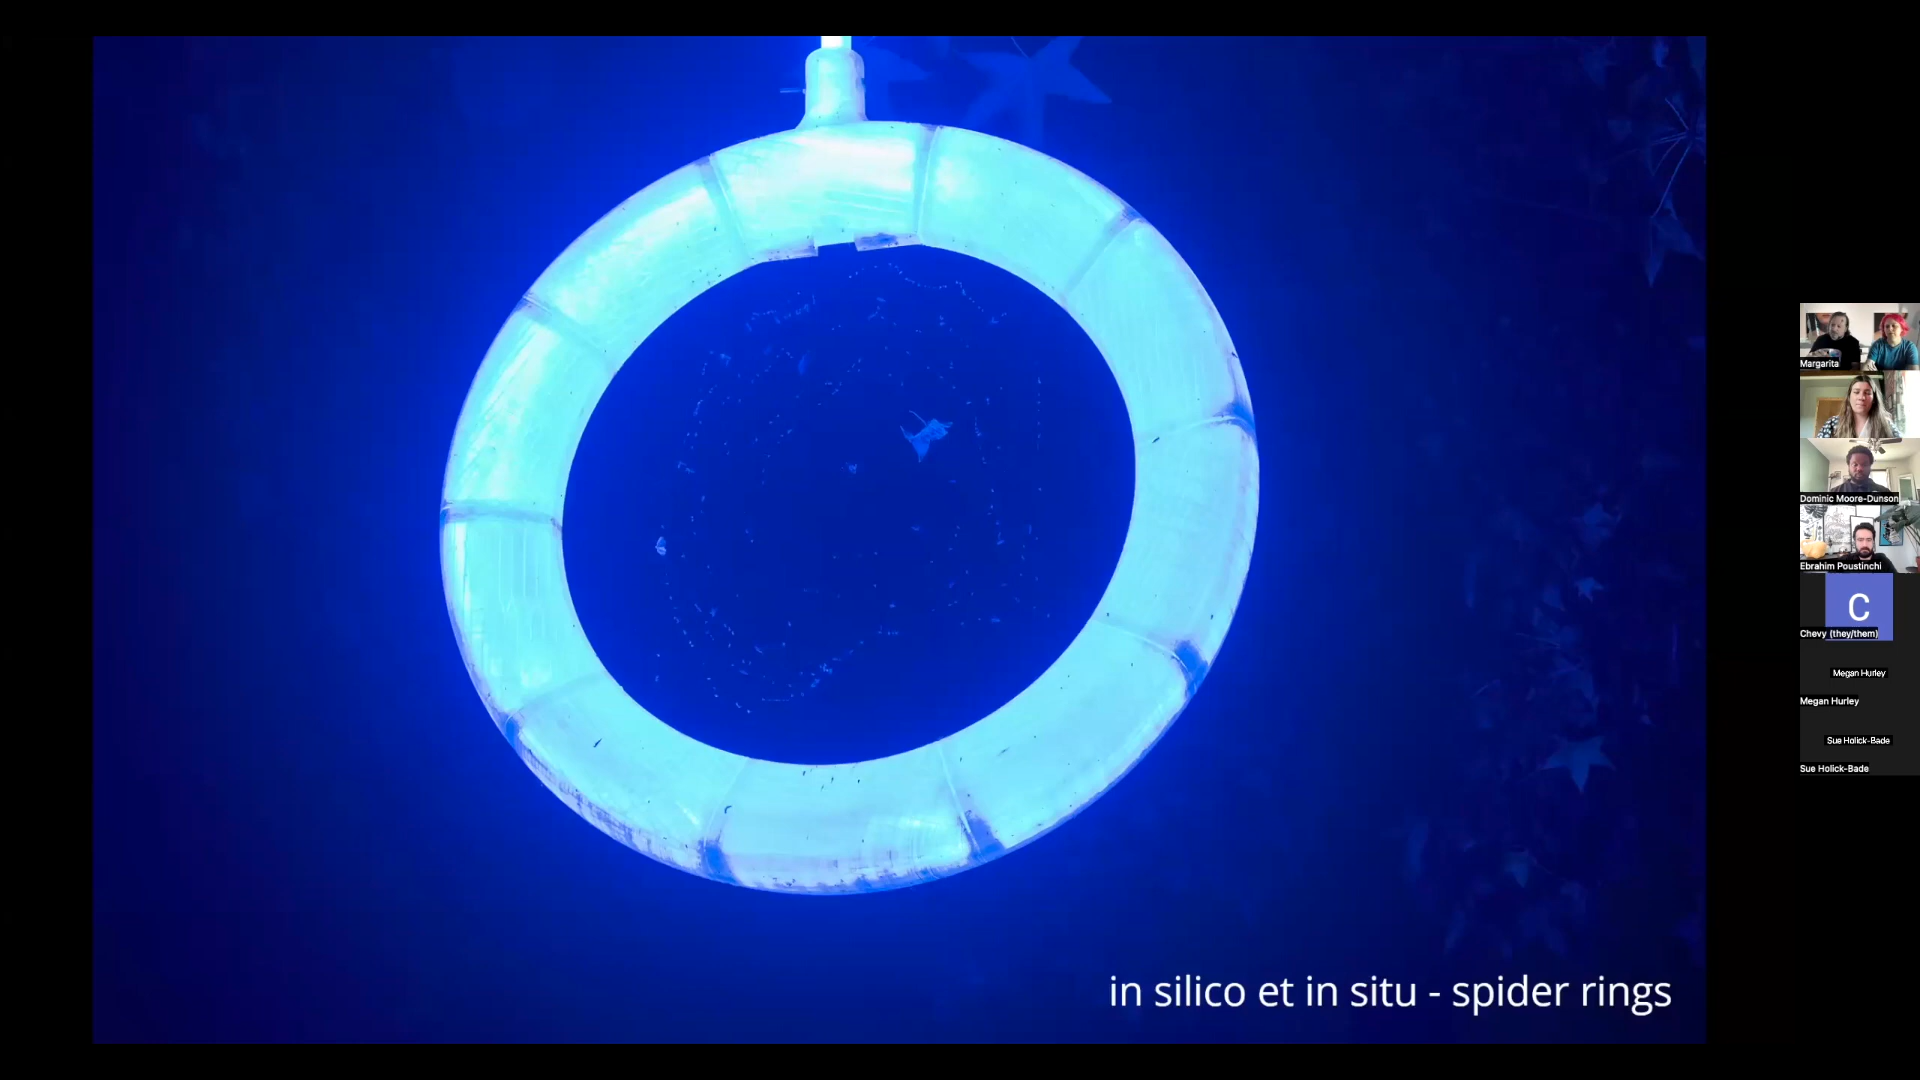 in silico et in situ - spider rings
Margarita
Dominic Moore-Dunson
Ebrahim Poustinchi
C
Chevy (they/them)
Megan Hurley
Megan Hurley
Sue Holick-Bade
Sue Holick-Bade